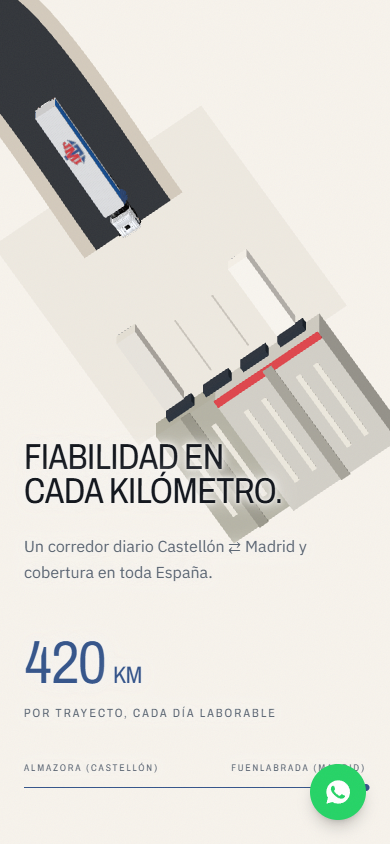 FIABILIDAD EN
CADA KILÓMETRO.
Un corredor diario Castellón ⇄ Madrid y
cobertura en toda España.
420 KM
POR TRAYECTO, CADA DÍA LABORABLE
ALMAZORA (CASTELLÓN) FUENLABRADA (MADRID)